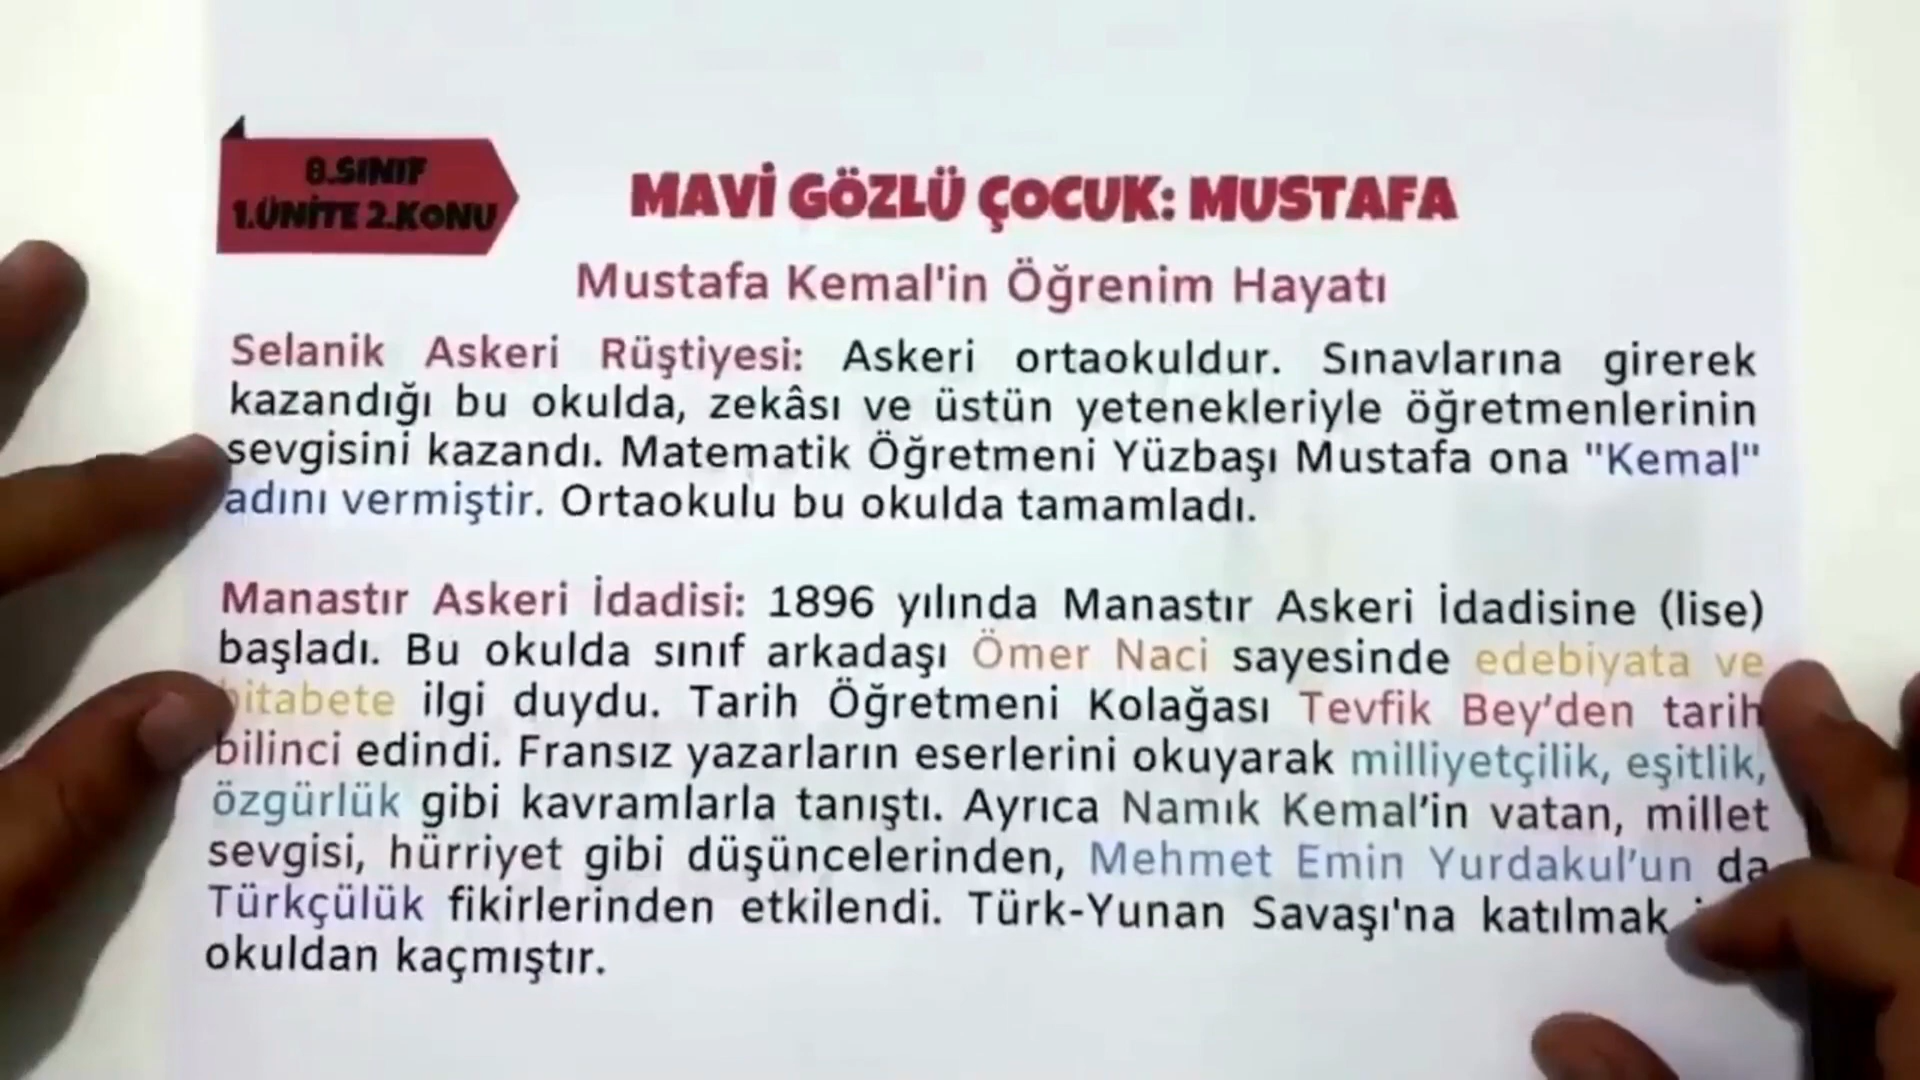 8.SINIF
1.ÜNİTE 2.KONU
MAVİ GÖZLÜ ÇOCUK: MUSTAFA
Mustafa Kemal'in Öğrenim Hayatı
Selanik Askeri Rüştiyesi: Askeri ortaokuldur. Sınavlarına girerek
kazandığı bu okulda, zekâsı ve üstün yetenekleriyle öğretmenlerinin
sevgisini kazandı. Matematik Öğretmeni Yüzbaşı Mustafa ona "Kemal"
adını vermiştir. Ortaokulu bu okulda tamamladı.
Manastır Askeri İdadisi: 1896 yılında Manastır Askeri İdadisine (lise)
başladı. Bu okulda sınıf arkadaşı Ömer Naci sayesinde edebiyata ve
hitabete ilgi duydu. Tarih Öğretmeni Kolağası Tevfik Bey’den tarih
bilinci edindi. Fransız yazarların eserlerini okuyarak milliyetçilik, eşitlik,
özgürlük gibi kavramlarla tanıştı. Ayrıca Namık Kemal’in vatan, millet
sevgisi, hürriyet gibi düşüncelerinden, Mehmet Emin Yurdakul’un da
Türkçülük fikirlerinden etkilendi. Türk-Yunan Savaşı'na katılmak
okuldan kaçmıştır.